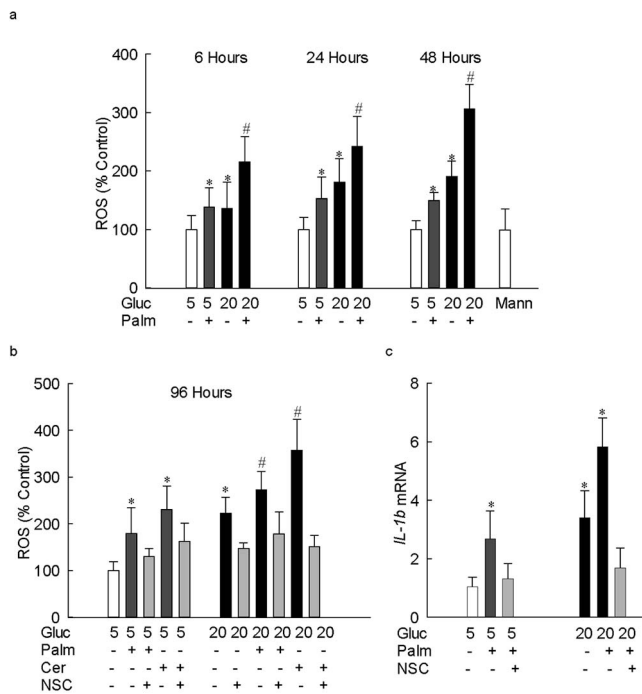 a
6 Hours 24 Hours 48 Hours
ROS (% Control)
400
300
200
100
0
* * #
* * #
* * #
Gluc 5 5 20 20 5 5 20 20 5 5 20 20 Mann
Palm - + - + - + - + - + - +
b
96 Hours
ROS (% Control)
500
400
300
200
100
0
* * * # #
Gluc 5 5 5 5 5 20 20 20 20 20 20
Palm - + + - - - - + + - -
Cer - - - + + - - - - + +
NSC - - + - + - + - + - +
c
IL-1b mRNA
8
6
4
2
0
* * *
Gluc 5 5 5 20 20 20
Palm - + + - + +
NSC - - + - - +